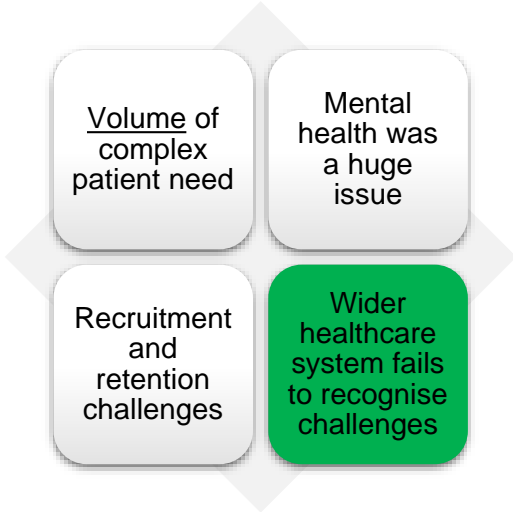 Volume of
complex
patient need
Mental
health was
a huge
issue
Recruitment
and
retention
challenges
Wider
healthcare
system fails
to recognise
challenges